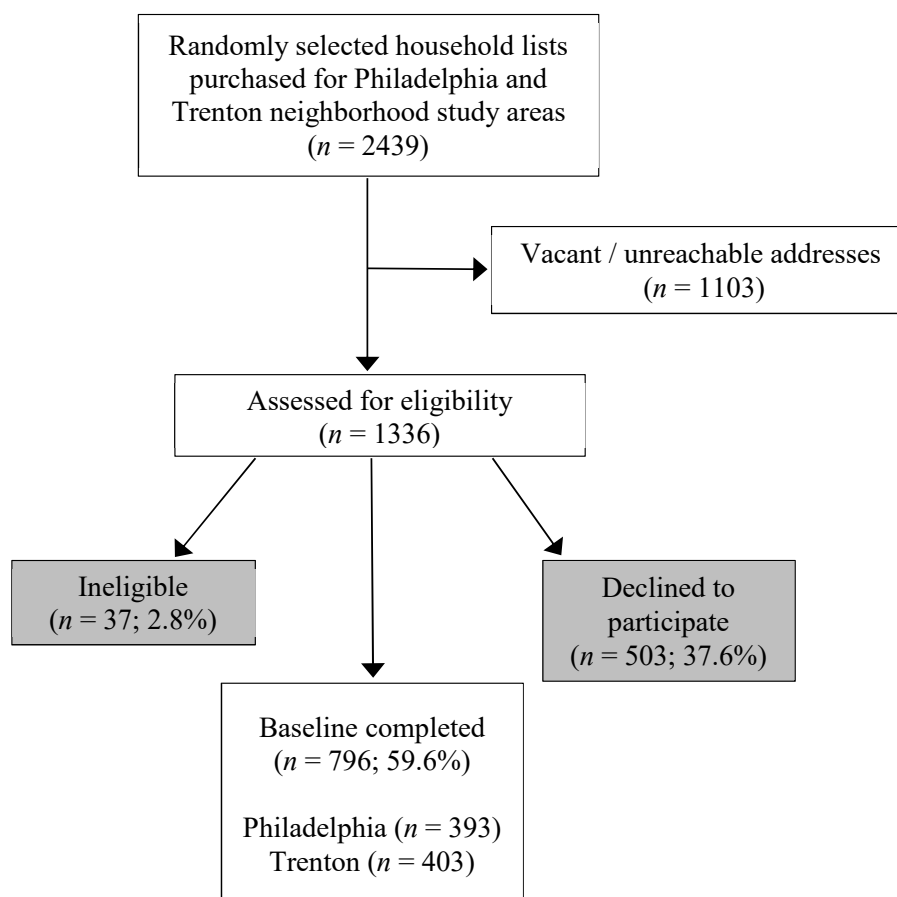 Randomly selected household lists
purchased for Philadelphia and
Trenton neighborhood study areas
(n = 2439)
Vacant / unreachable addresses
(n = 1103)
Assessed for eligibility
(n = 1336)
Ineligible
(n = 37; 2.8%)
Declined to
participate
(n = 503; 37.6%)
Baseline completed
(n = 796; 59.6%)
Philadelphia (n = 393)
Trenton (n = 403)